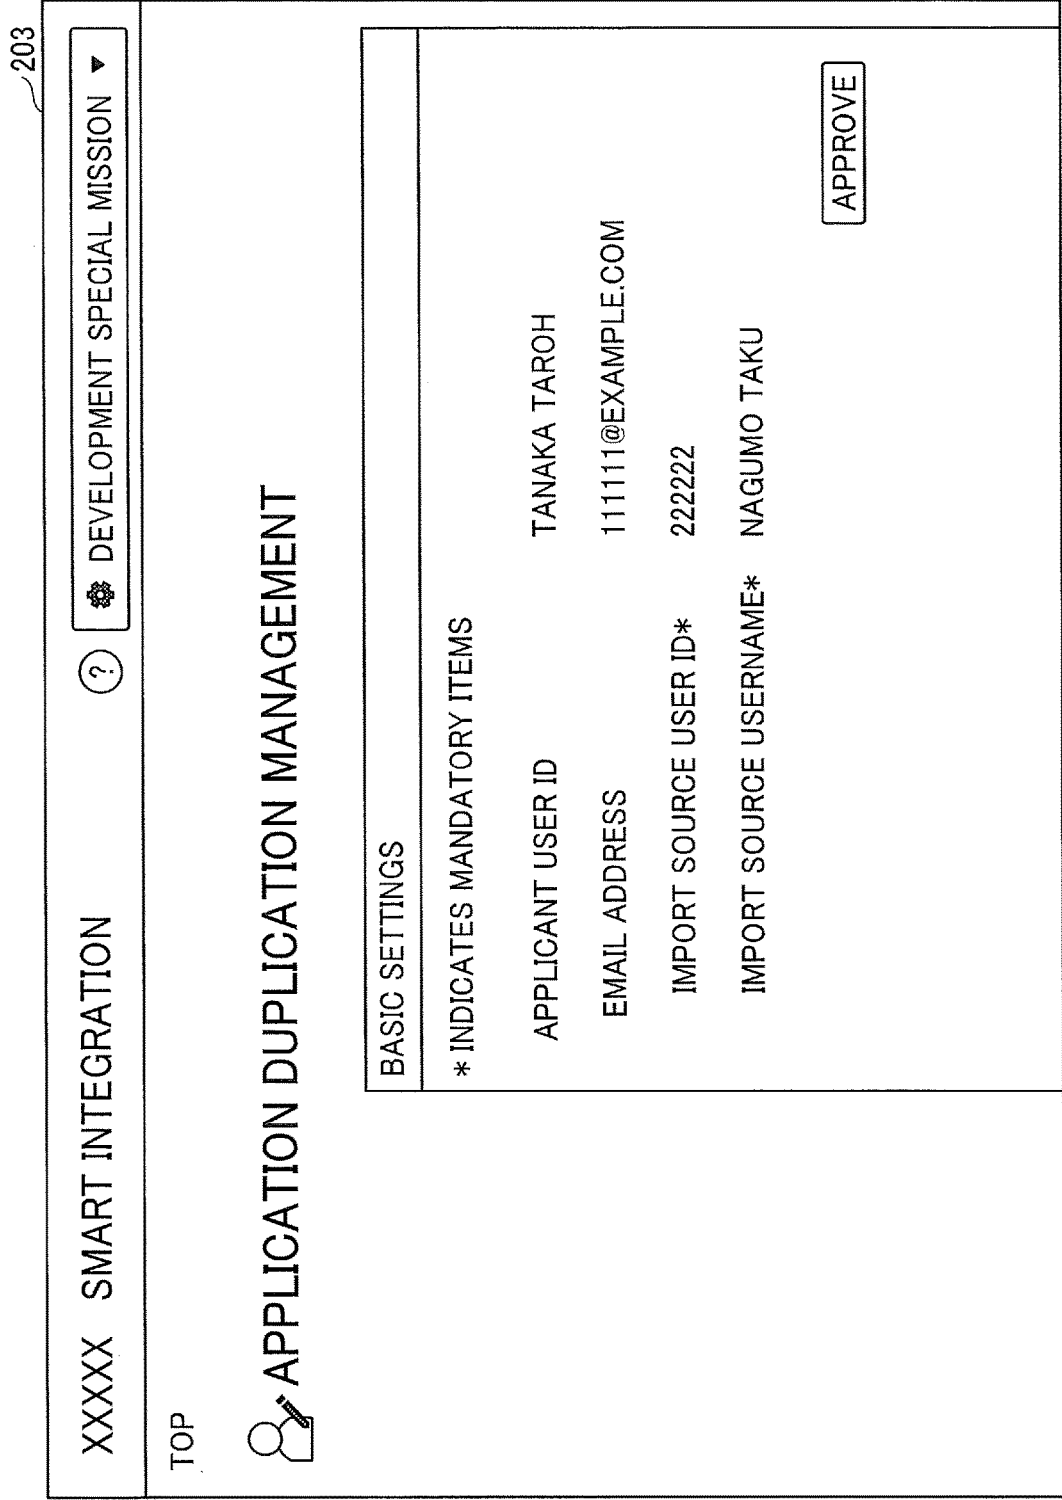 203
XXXXX SMART INTEGRATION ? DEVELOPMENT SPECIAL MISSION ▼
TOP
APPLICATION DUPLICATION MANAGEMENT
BASIC SETTINGS
* INDICATES MANDATORY ITEMS
APPLICANT USER ID TANAKA TAROH
EMAIL ADDRESS 111111@EXAMPLE.COM
IMPORT SOURCE USER ID* 222222
IMPORT SOURCE USERNAME* NAGUMO TAKU
APPROVE